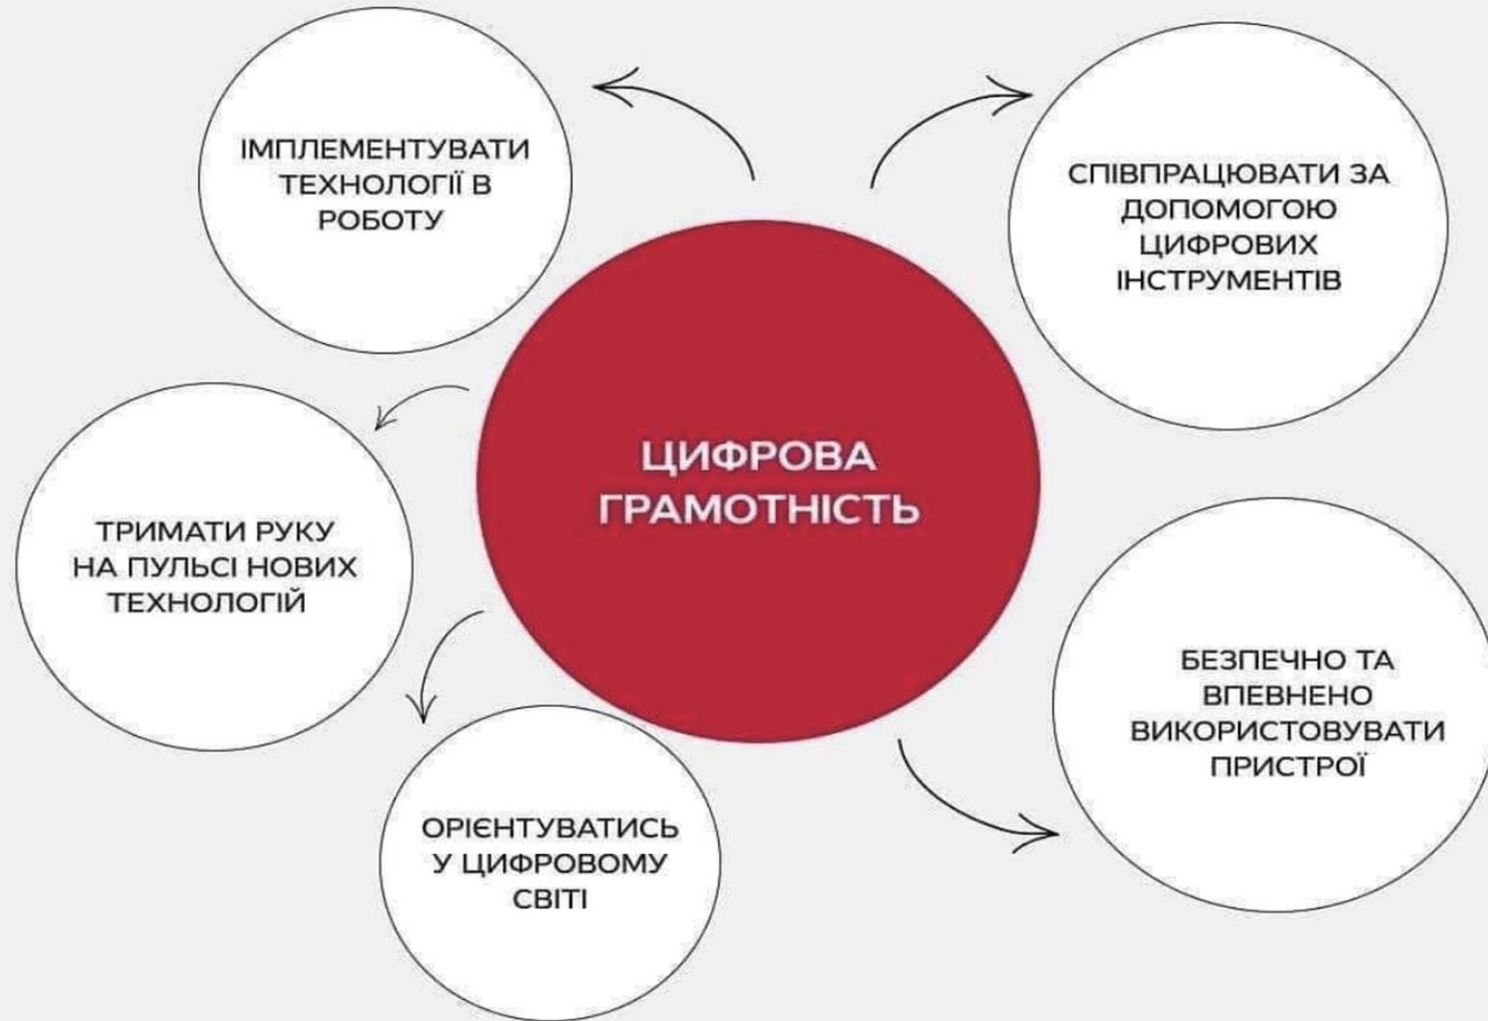 ІМПЛЕМЕНТУВАТИ
ТЕХНОЛОГІЇ В
РОБОТУ
СПІВПРАЦЮВАТИ ЗА
ДОПОМОГОЮ
ЦИФРОВИХ
ІНСТРУМЕНТІВ
ЦИФРОВА
ГРАМОТНІСТЬ
ТРИМАТИ РУКУ
НА ПУЛЬСІ НОВИХ
ТЕХНОЛОГІЙ
БЕЗПЕЧНО ТА
ВПЕВНЕНО
ВИКОРИСТОВУВАТИ
ПРИСТРОЇ
ОРІЄНТУВАТИСЬ
У ЦИФРОВОМУ
СВІТІ